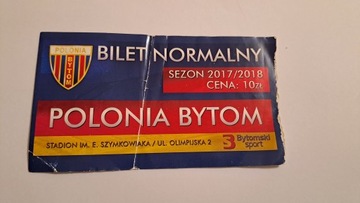 POLONIA
BYTOM
BILET NORMALNY
SEZON 2017/2018
CENA: 10zł
POLONIA BYTOM
STADION IM. E. SZYMKOWIAKA / UL. OLIMPIJSKA 2
Bytomski
sport